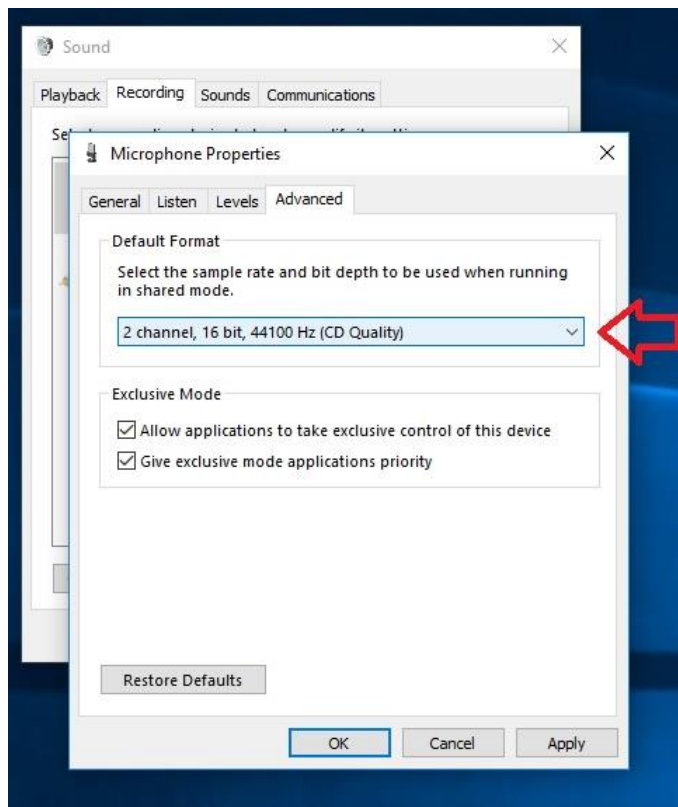 Sound
Playback Recording Sounds Communications
Se
Microphone Properties
General Listen Levels Advanced
Default Format
Select the sample rate and bit depth to be used when running
in shared mode.
2 channel, 16 bit, 44100 Hz (CD Quality)
Exclusive Mode
Allow applications to take exclusive control of this device
Give exclusive mode applications priority
Restore Defaults
OK Cancel Apply